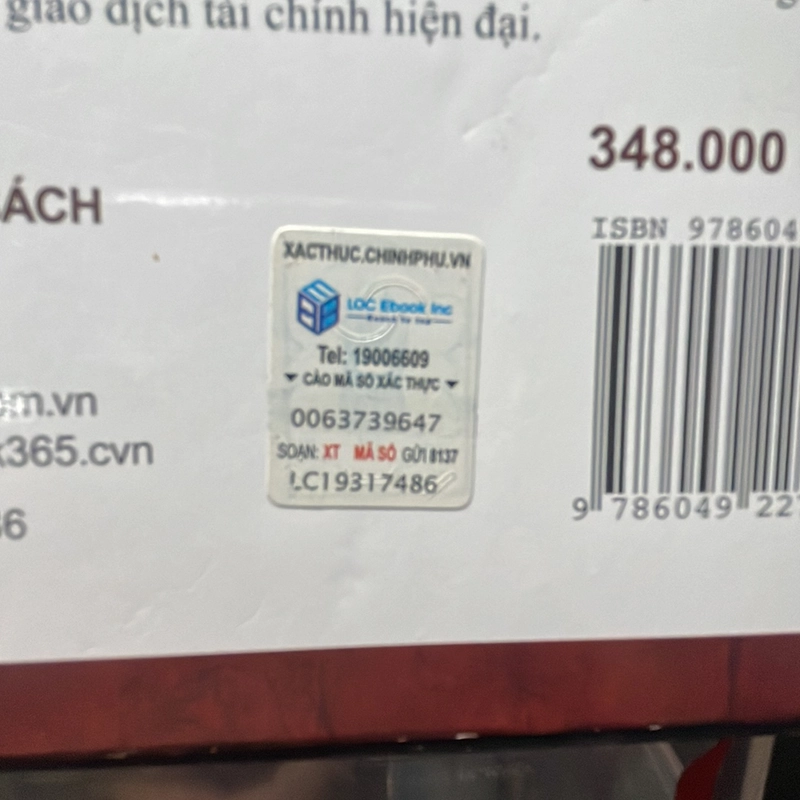 giao dịch tài chính hiện đại.
348.000
ÁCH
ISBN 978604
XACTHUC.CHINHPHU.VN
LOC Ebook Inc
Tel: 19006609
CÀO MÃ SỐ XÁC THỰC
m.vn
0063739647
365.cvn
SOẠN: XT MÃ SỐ GỬI 8137
LC19317486
9 786049 22
6